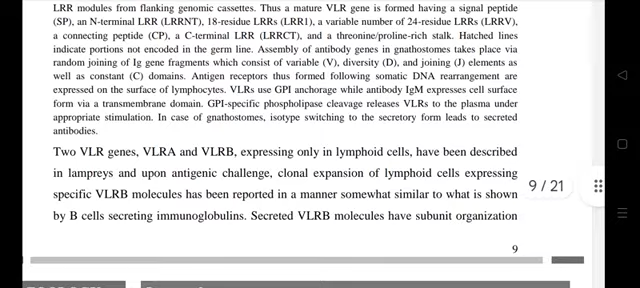 LRR modules from flanking genomic cassettes. Thus a mature VLR gene is formed having a signal peptide
(SP), an N-terminal LRR (LRRNT), 18-residue LRRs (LRR1), a variable number of 24-residue LRRs (LRRV),
a connecting peptide (CP), a C-terminal LRR (LRRCT), and a threonine/proline-rich stalk. Hatched lines
indicate portions not encoded in the germ line. Assembly of antibody genes in gnathostomes takes place via
random joining of Ig gene fragments which consist of variable (V), diversity (D), and joining (J) elements as
well as constant (C) domains. Antigen receptors thus formed following somatic DNA rearrangement are
expressed on the surface of lymphocytes. VLRs use GPI anchorage while antibody IgM expresses cell surface
form via a transmembrane domain. GPI-specific phospholipase cleavage releases VLRs to the plasma under
appropriate stimulation. In case of gnathostomes, isotype switching to the secretory form leads to secreted
antibodies.
Two VLR genes, VLRA and VLRB, expressing only in lymphoid cells, have been described
in lampreys and upon antigenic challenge, clonal expansion of lymphoid cells expressing
specific VLRB molecules has been reported in a manner somewhat similar to what is shown
by B cells secreting immunoglobulins. Secreted VLRB molecules have subunit organization
9 / 21
9